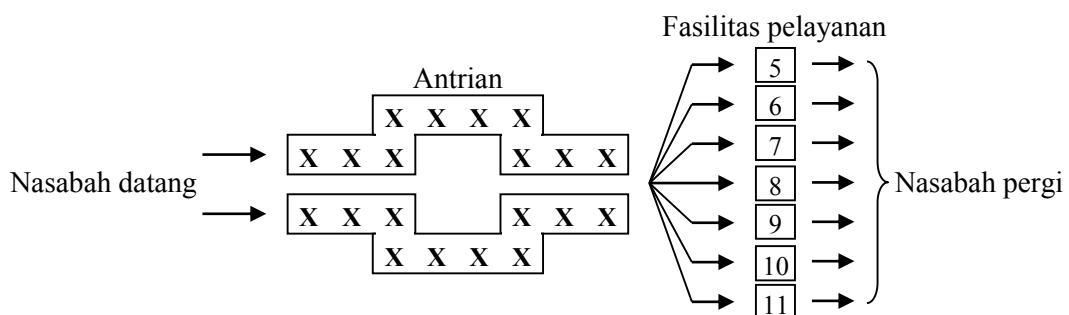 Fasilitas pelayanan
Antrian
5
X X X X
6
X X X X X X
7
Nasabah datang
8
Nasabah pergi
X X X X X X
9
X X X X
10
11